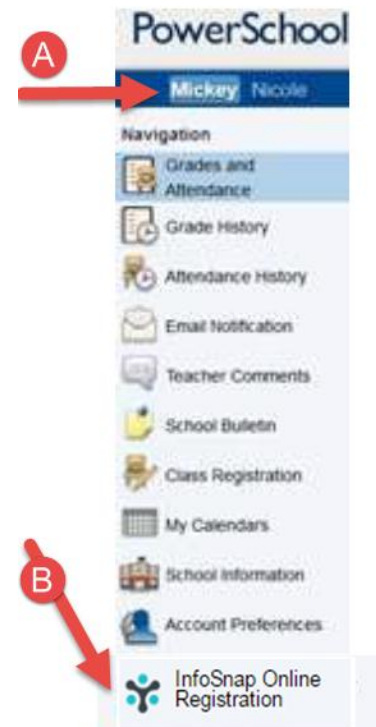 PowerSchool
A
Mickey Nicole
Navigation
Grades and
Attendance
Grade History
Attendance History
Email Notification
Teacher Comments
School Bulletin
Class Registration
My Calendars
School Information
B
Account Preferences
InfoSnap Online
Registration